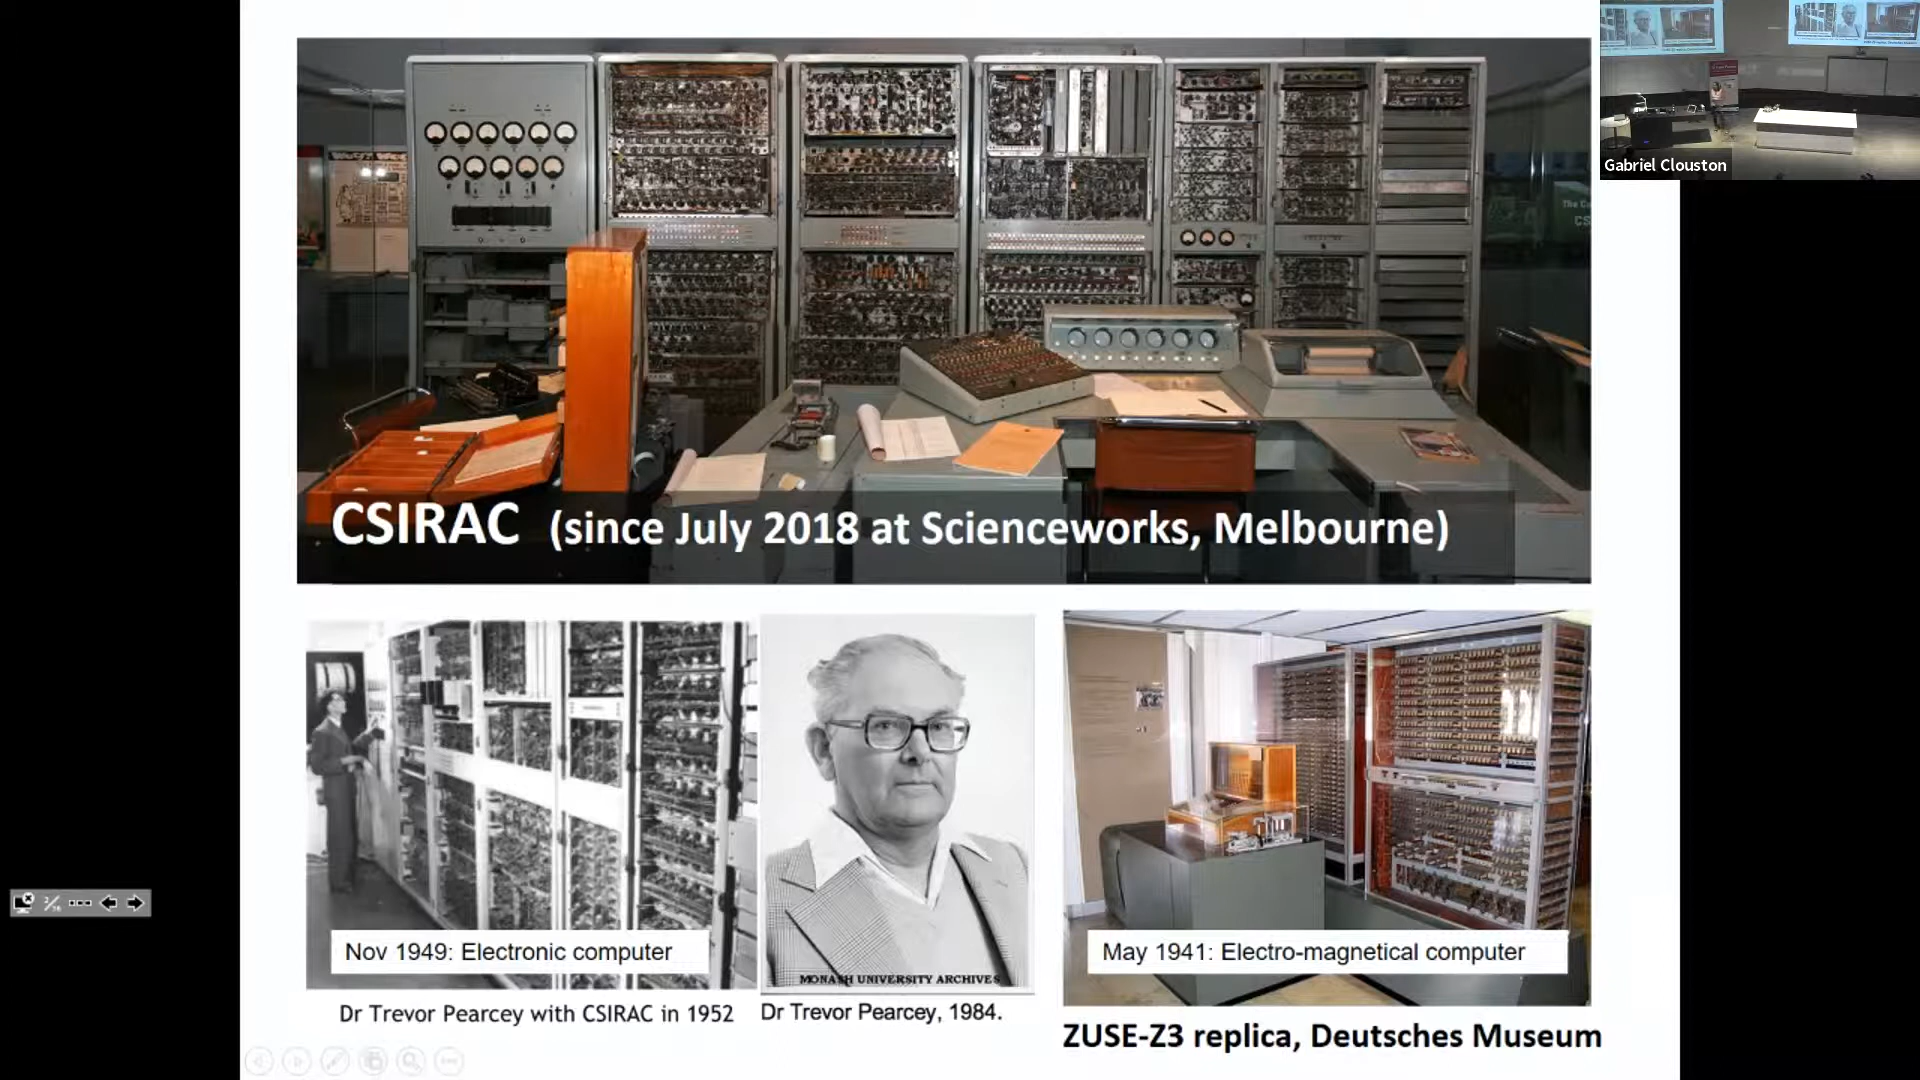 Gabriel Clouston
CSIRAC (since July 2018 at Scienceworks, Melbourne)
Nov 1949: Electronic computer
MONASH UNIVERSITY ARCHIVES
May 1941: Electro-magnetical computer
Dr Trevor Pearcey with CSIRAC in 1952
Dr Trevor Pearcey, 1984.
ZUSE-Z3 replica, Deutsches Museum